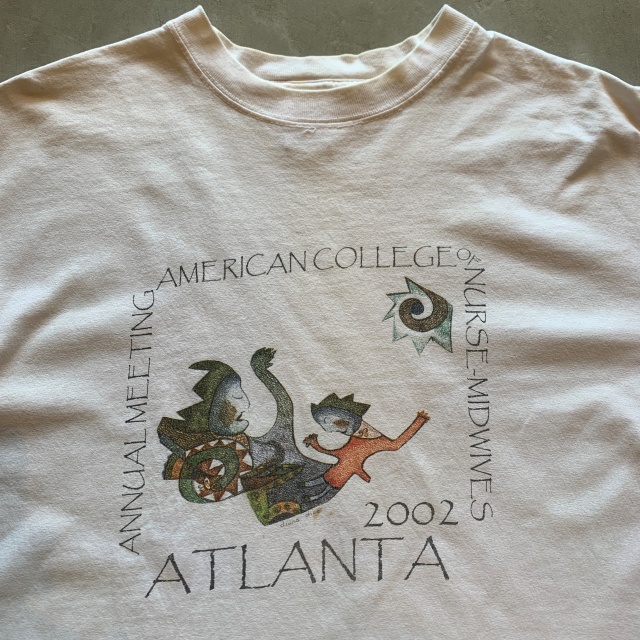 ANNUAL MEETING
AMERICAN COLLEGE
OF
NURSE-MIDWIVES
2002
ATLANTA